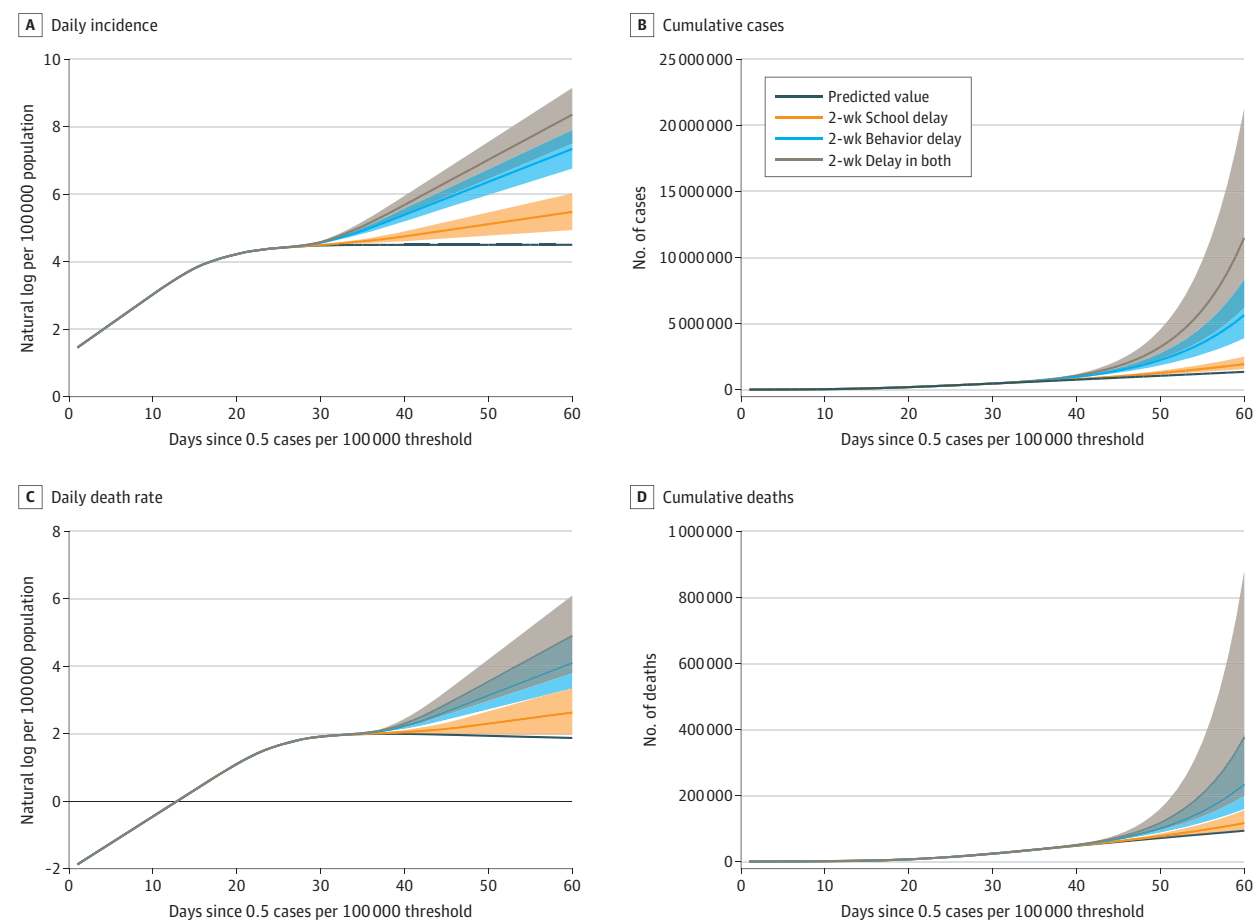 A Daily incidence
Natural log per 100 000 population
10
8
6
4
2
0
0 10 20 30 40 50 60
Days since 0.5 cases per 100 000 threshold
B Cumulative cases
No. of cases
25 000 000
20 000 000
15 000 000
10 000 000
5 000 000
0
Predicted value
2-wk School delay
2-wk Behavior delay
2-wk Delay in both
0 10 20 30 40 50 60
Days since 0.5 cases per 100 000 threshold
C Daily death rate
Natural log per 100 000 population
8
6
4
2
0
-2
0 10 20 30 40 50 60
Days since 0.5 cases per 100 000 threshold
D Cumulative deaths
No. of deaths
1 000 000
800 000
600 000
400 000
200 000
0
0 10 20 30 40 50 60
Days since 0.5 cases per 100 000 threshold